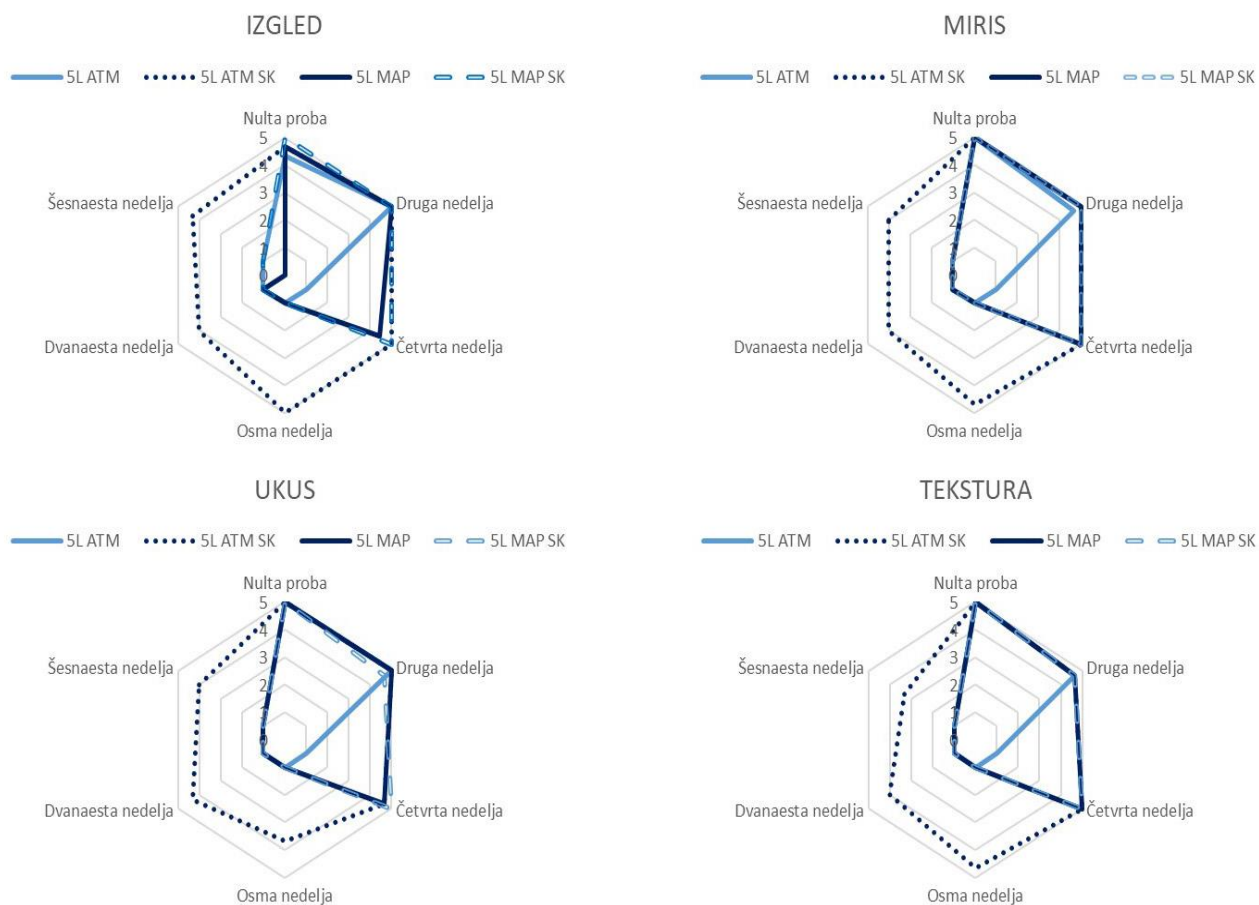 IZGLED
5L ATM 5L ATM SK 5L MAP 5L MAP SK
Nulta proba
5
4
3
2
1
0
Druga nedelja
Četvrta nedelja
Osma nedelja
Dvanaesta nedelja
Šesnaesta nedelja
MIRIS
5L ATM 5L ATM SK 5L MAP 5L MAP SK
Nulta proba
5
4
3
2
1
0
Druga nedelja
Četvrta nedelja
Osma nedelja
Dvanaesta nedelja
Šesnaesta nedelja
UKUS
5L ATM 5L ATM SK 5L MAP 5L MAP SK
Nulta proba
5
4
3
2
1
0
Druga nedelja
Četvrta nedelja
Osma nedelja
Dvanaesta nedelja
Šesnaesta nedelja
TEKSTURA
5L ATM 5L ATM SK 5L MAP 5L MAP SK
Nulta proba
5
4
3
2
1
0
Druga nedelja
Četvrta nedelja
Osma nedelja
Dvanaesta nedelja
Šesnaesta nedelja